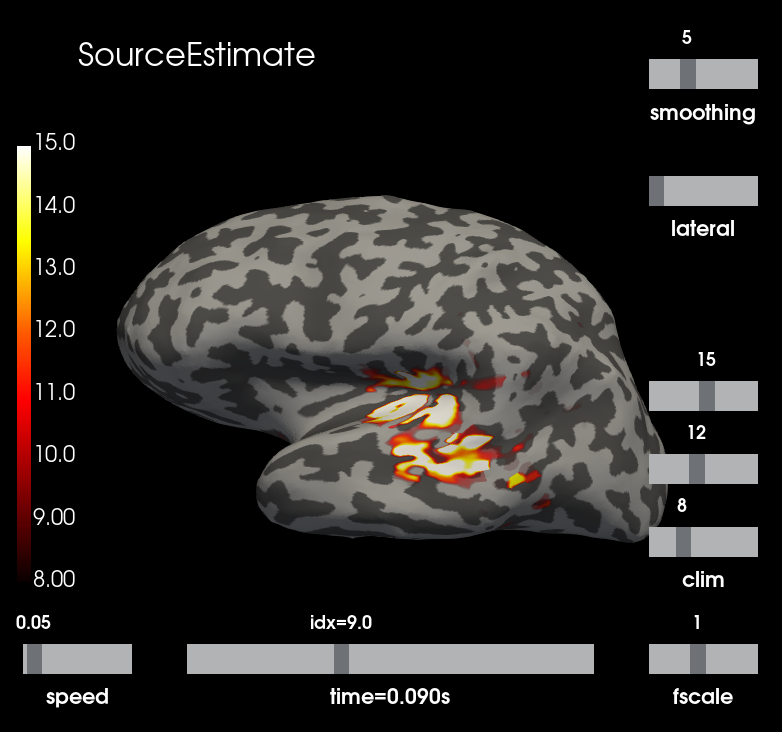 SourceEstimate
5
smoothing
15.0
14.0
13.0
12.0
11.0
10.0
9.00
8.00
lateral
15
12
8
clim
0.05
speed
idx=9.0
time=0.090s
1
fscale